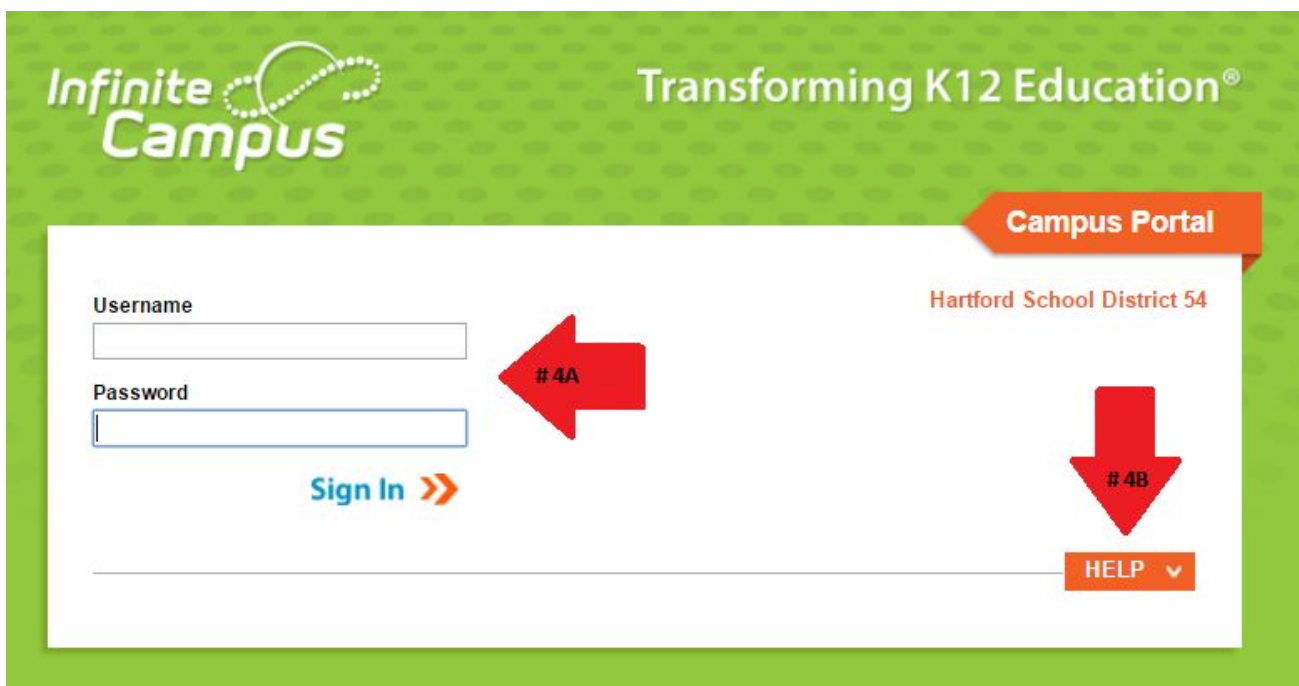 Infinite
Campus
Transforming K12 Education®
Campus Portal
Hartford School District 54
Username
# 4A
Password
Sign In
# 4B
HELP